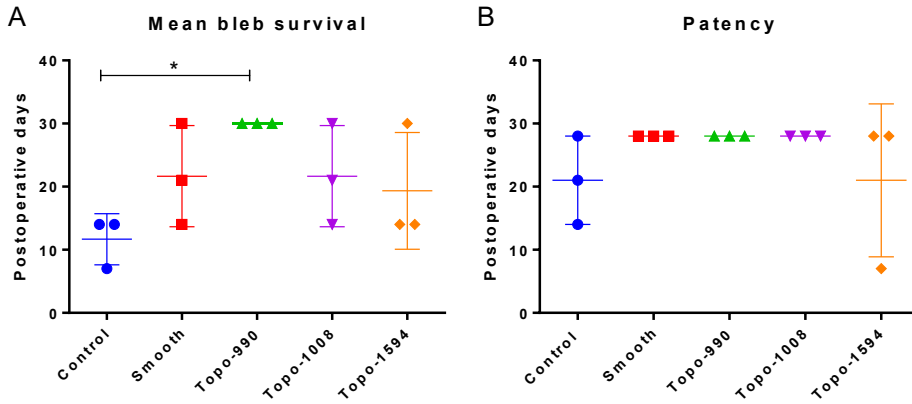 A
Mean bleb survival
Postoperative days
40
30
20
10
0
*
Control
Smooth
Topo-990
Topo-1008
Topo-1594
B
Patency
Postoperative days
40
30
20
10
0
Control
Smooth
Topo-990
Topo-1008
Topo-1594